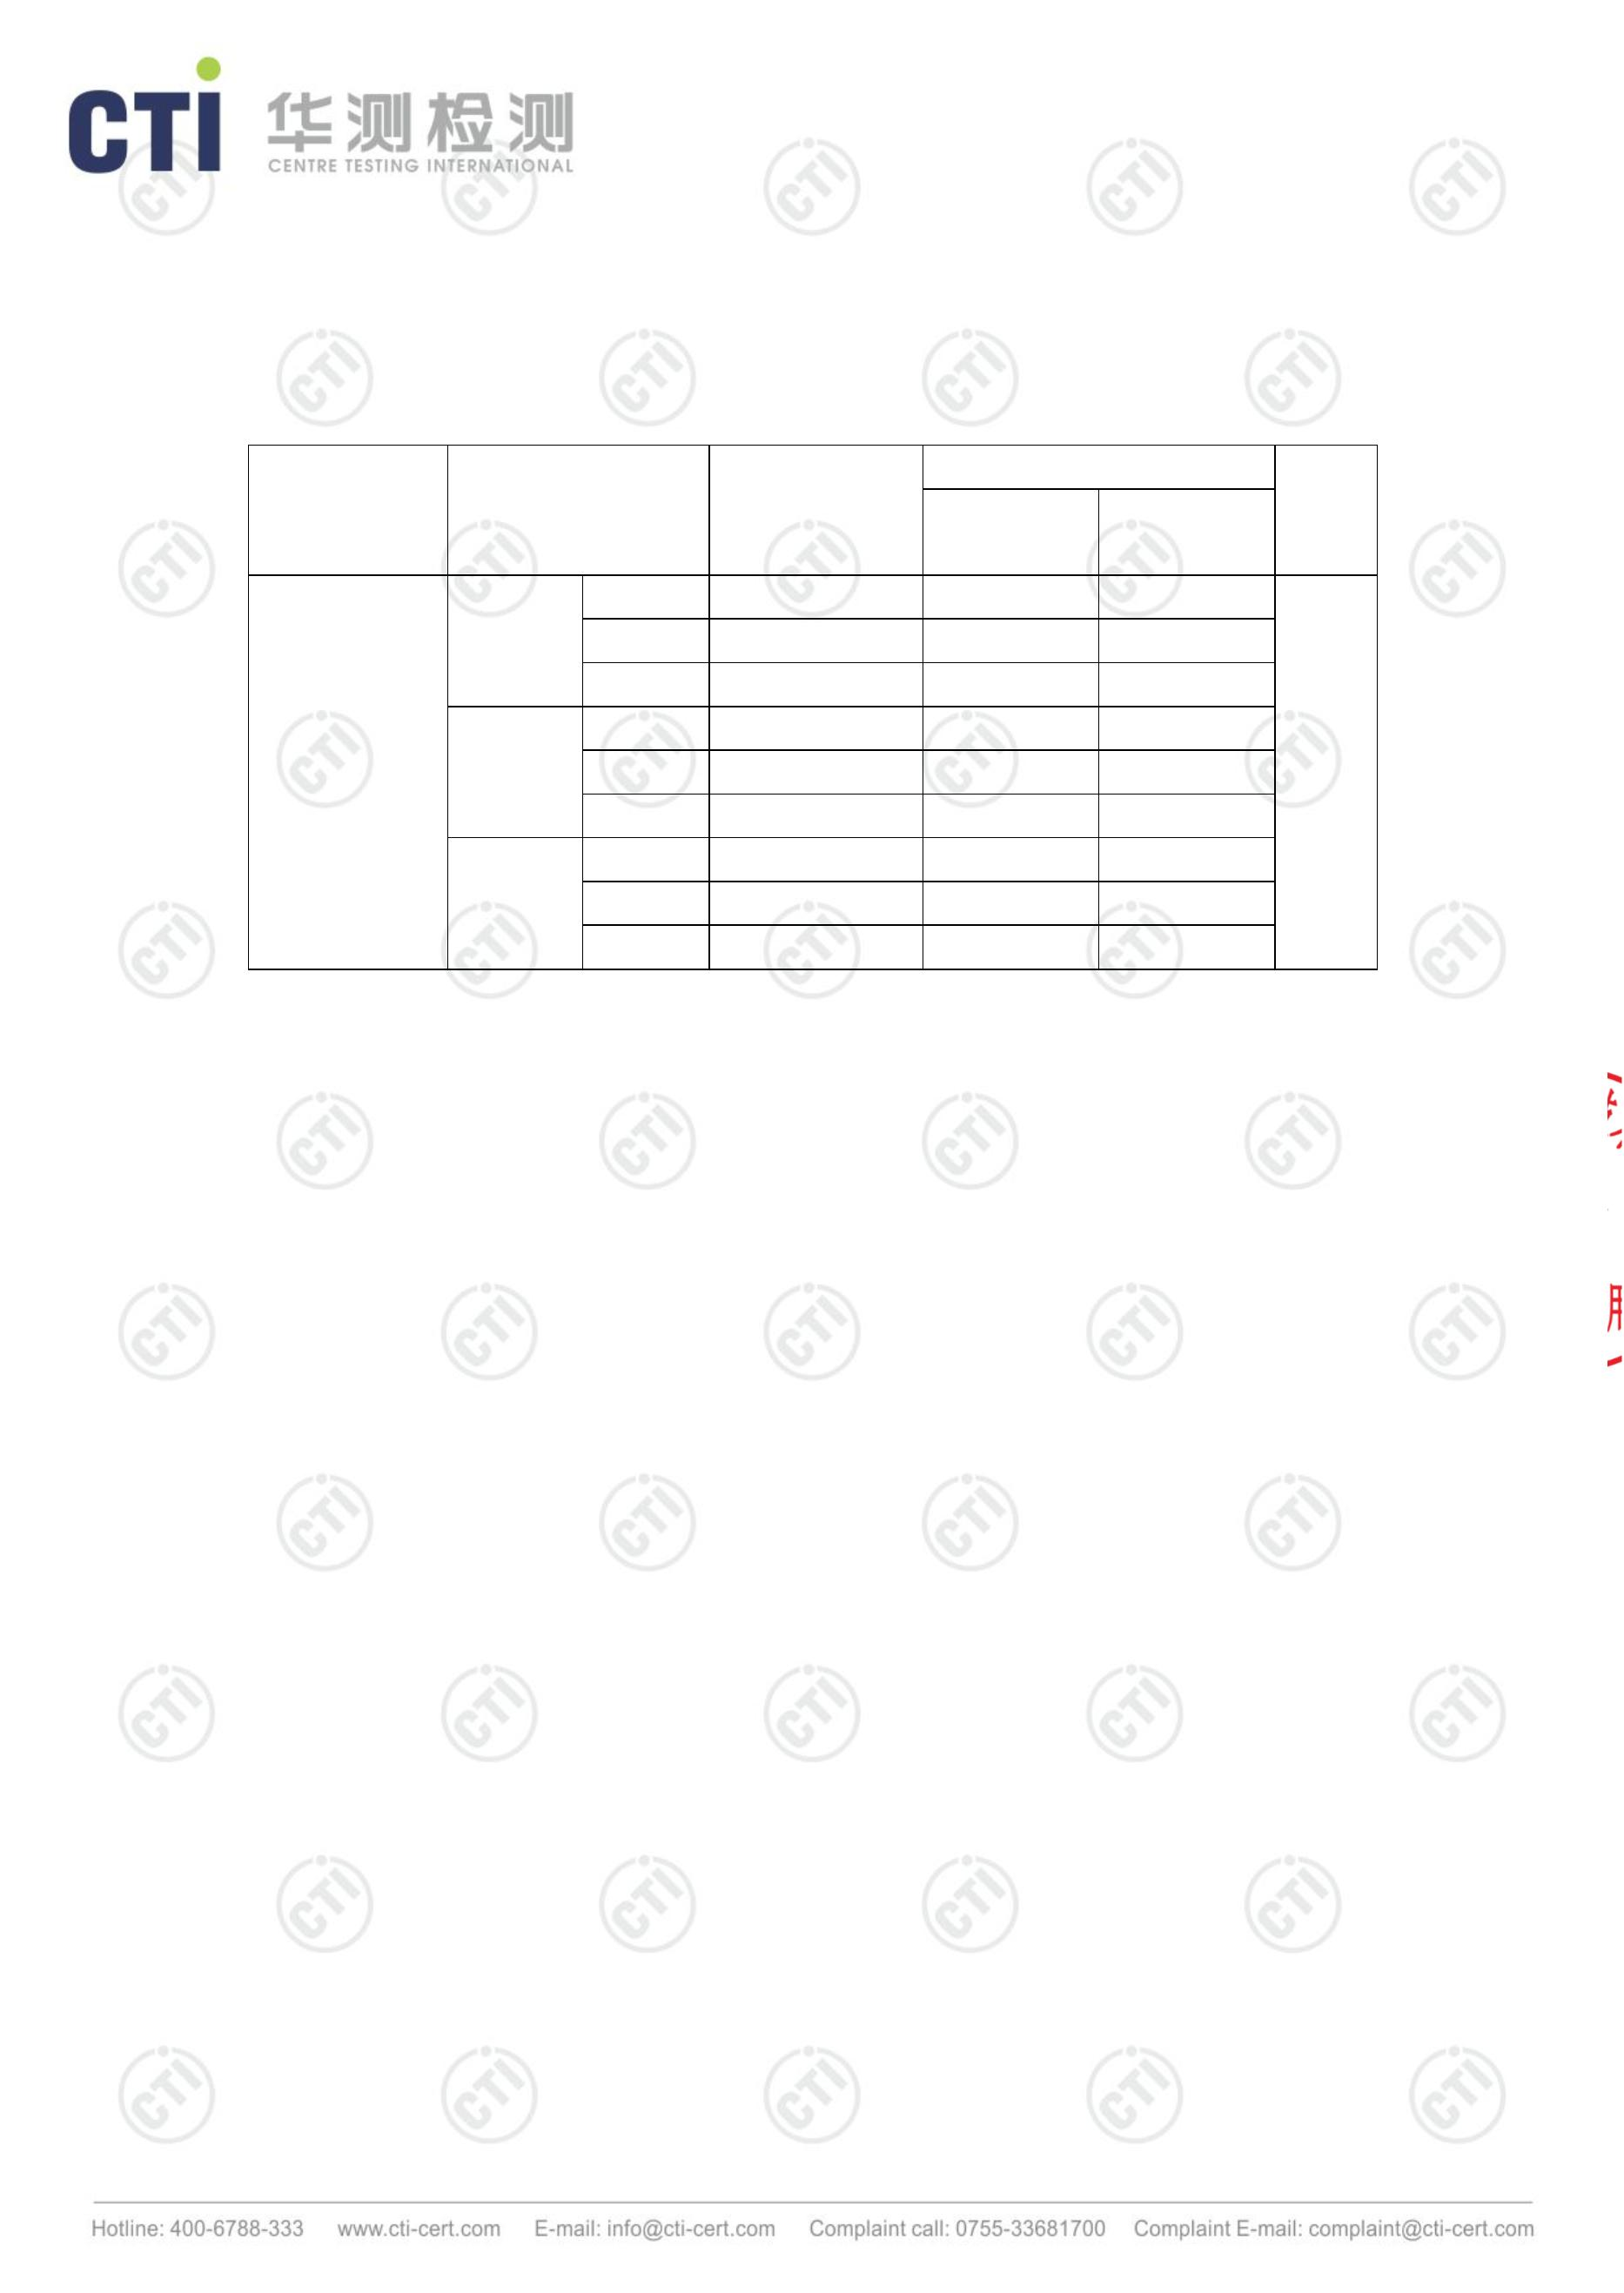 CTI 华测检测
CENTRE TESTING INTERNATIONAL
Hotline: 400-6788-333 www.cti-cert.com E-mail: info@cti-cert.com Complaint call: 0755-33681700 Complaint E-mail: complaint@cti-cert.com